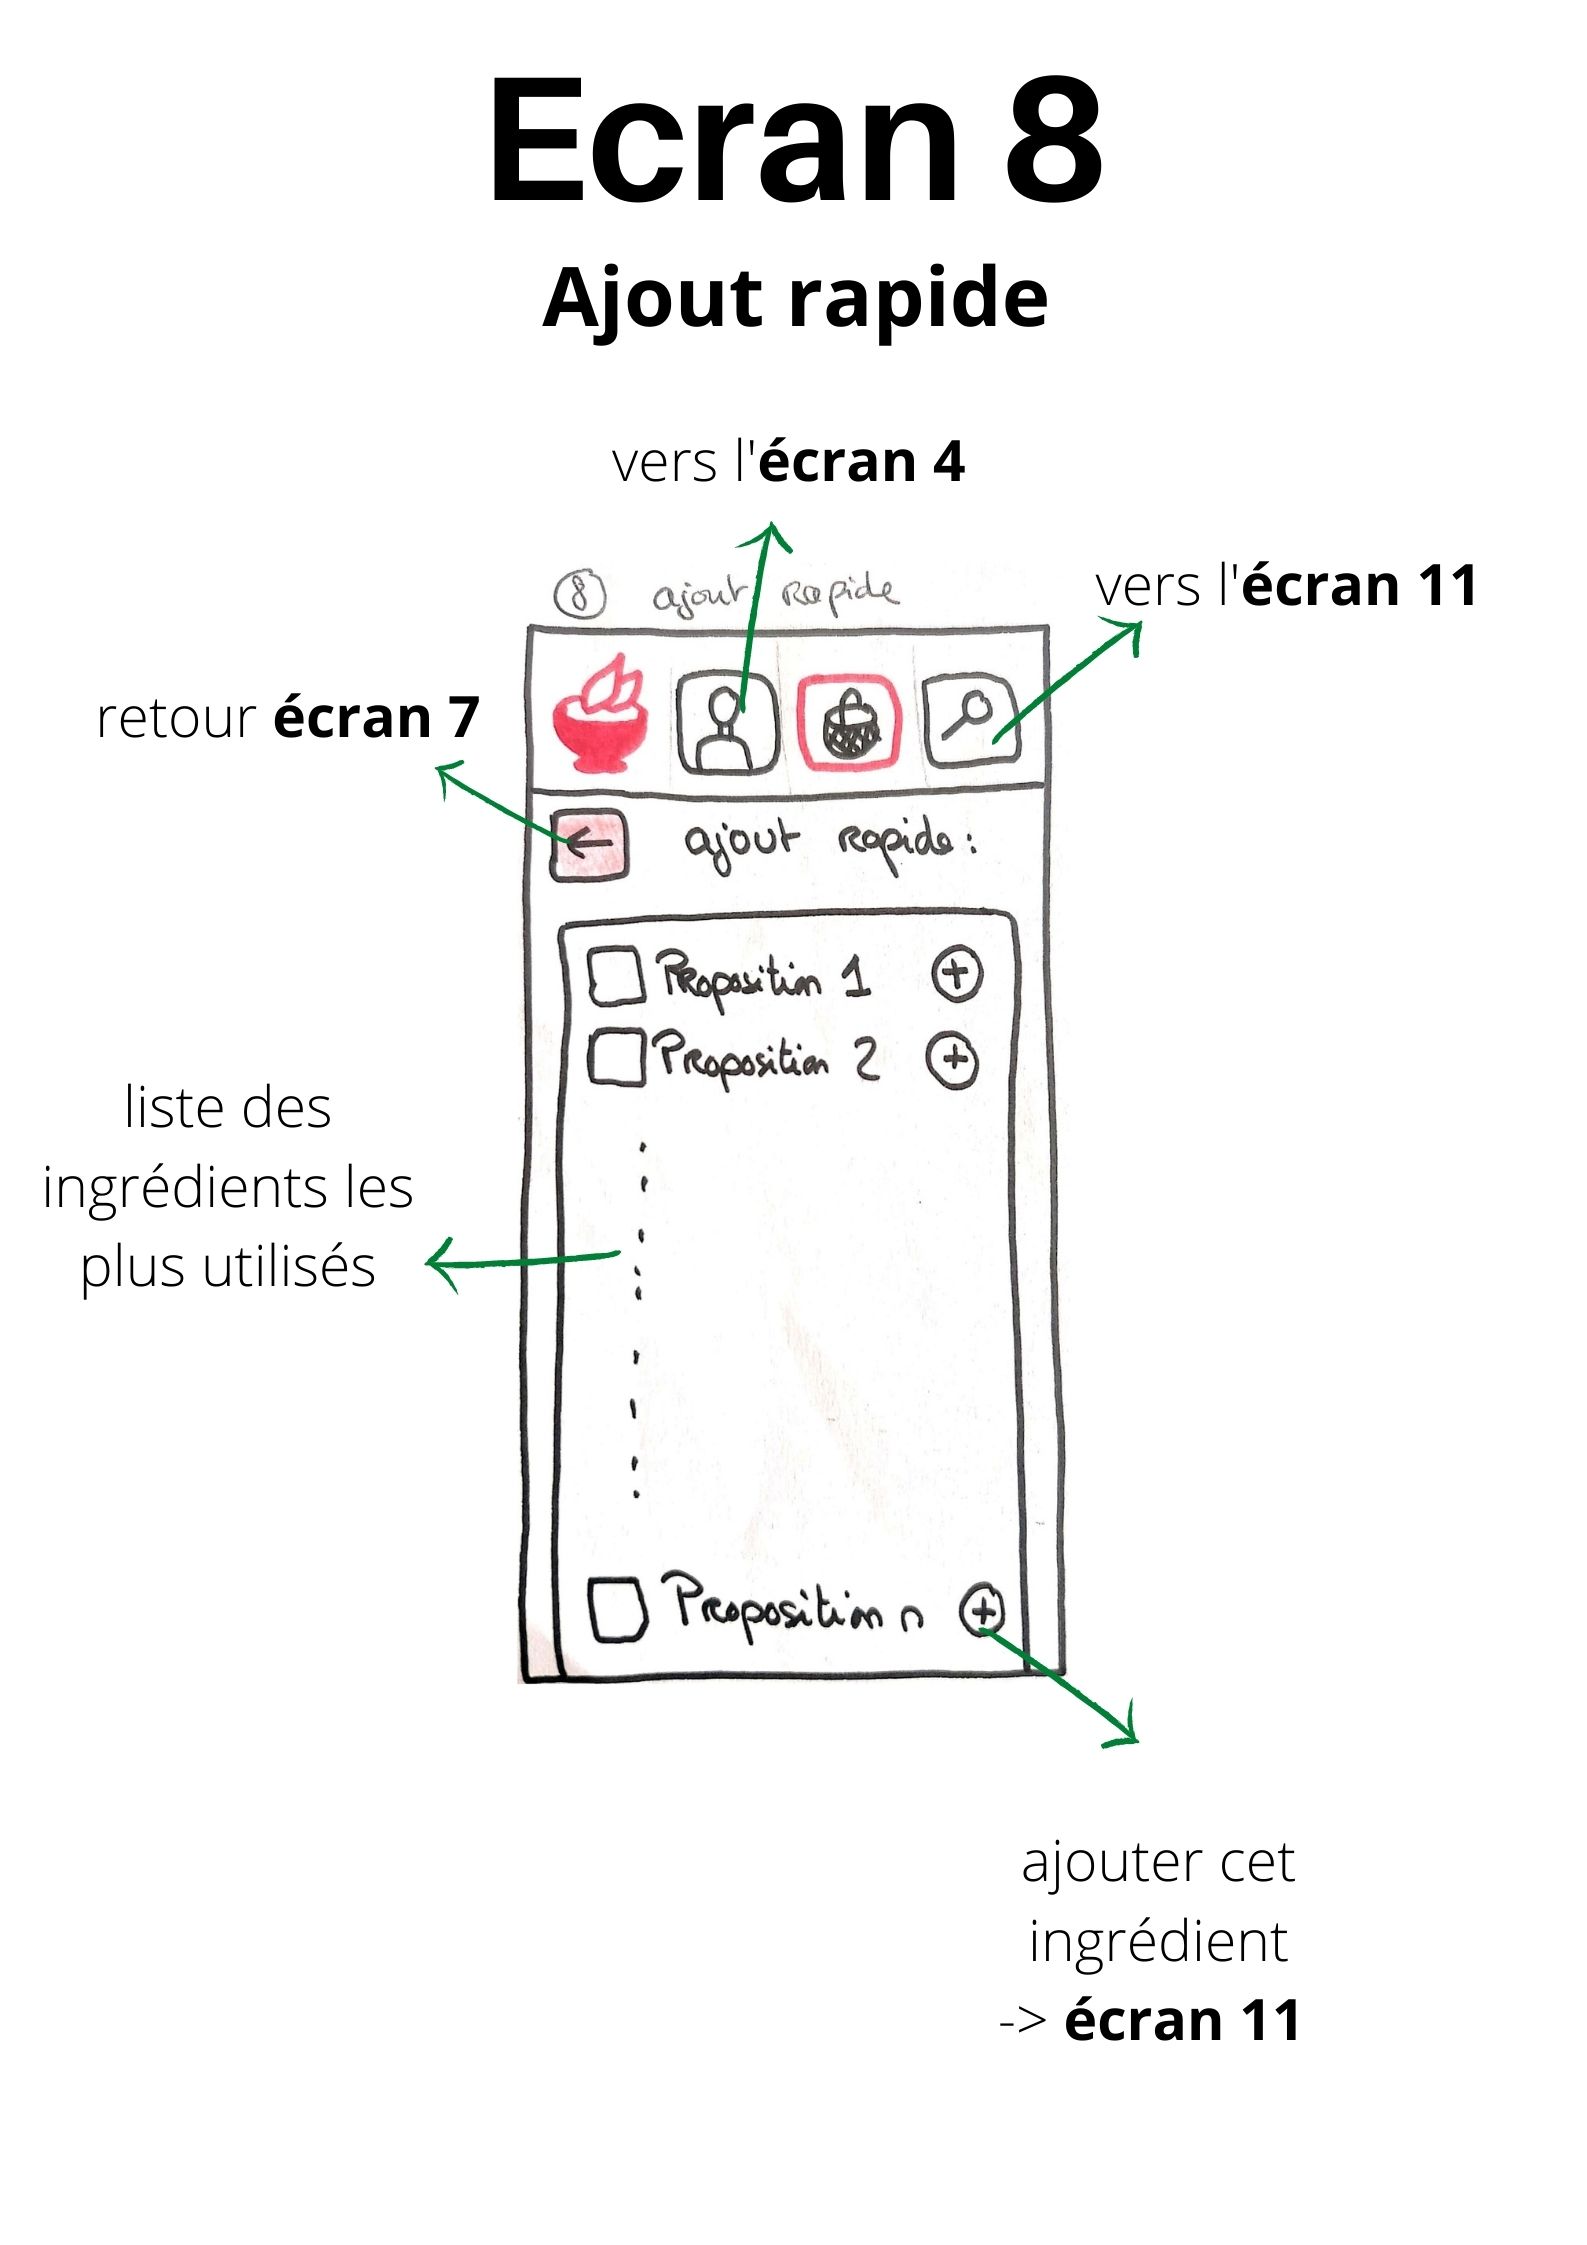 Ecran 8
Ajout rapide
vers l'écran 4
vers l'écran 11
8 ajout rapide
retour écran 7
ajout rapide:
Proposition 1
Proposition 2
liste des
ingrédients les
plus utilisés
Proposition n
ajouter cet
ingrédient
-> écran 11